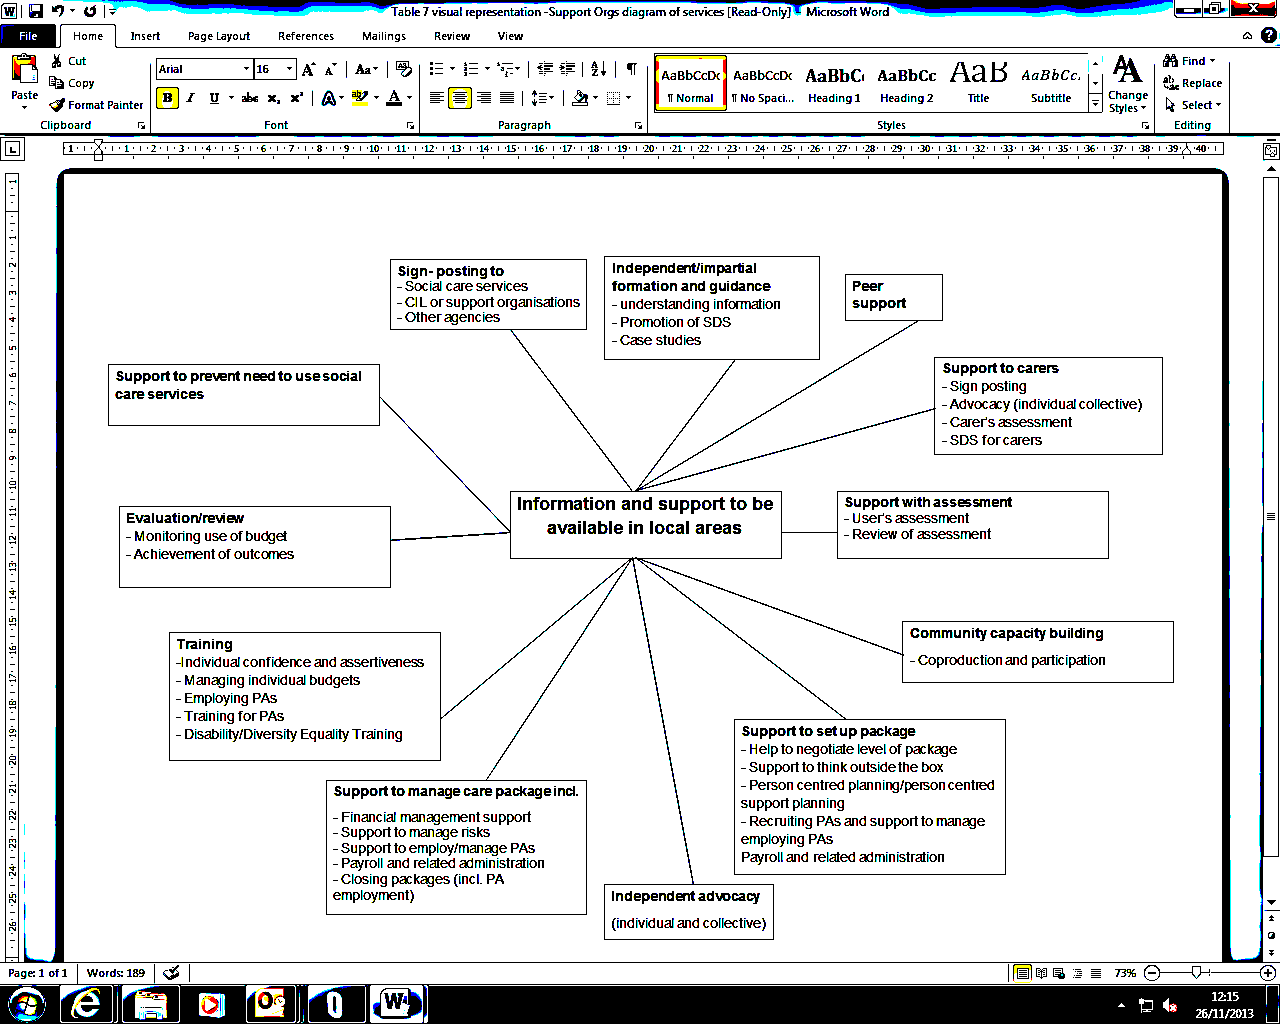 Table 7 visual representation -Support Orgs diagram of services [Read-Only] - Microsoft Word
File Home Insert Page Layout References Mailings Review View
Paste
Cut
Copy
Format Painter
Clipboard
Arial 16
Font
Paragraph
AaBbCcDc AaBbCcDc AaBbC AaBbCc AaB AaBbCc.
¶ Normal ¶ No Spaci... Heading 1 Heading 2 Title Subtitle
Change
Styles
Styles
Find
Replace
Select
Editing
Sign- posting to
- Social care services
- CIL or support organisations
- Other agencies
Independent/impartial
formation and guidance
- understanding information
- Promotion of SDS
- Case studies
Peer
support
Support to carers
- Sign posting
- Advocacy (individual collective)
- Carer's assessment
- SDS for carers
Support to prevent need to use social
care services
Information and support to be
available in local areas
Support with assessment
- User's assessment
- Review of assessment
Evaluation/review
- Monitoring use of budget
- Achievement of outcomes
Community capacity building
- Coproduction and participation
Training
-Individual confidence and assertiveness
- Managing individual budgets
- Employing PAs
- Training for PAs
- Disability/Diversity Equality Training
Support to set up package
- Help to negotiate level of package
- Support to think outside the box
- Person centred planning/person centred
support planning
- Recruiting PAs and support to manage
employing PAs
Payroll and related administration
Support to manage care package incl.
- Financial management support
- Support to manage risks
- Support to employ/manage PAs
- Payroll and related administration
- Closing packages (incl. PA
employment)
Independent advocacy
(individual and collective)
Page: 1 of 1 Words: 189 73%
12:15
26/11/2013